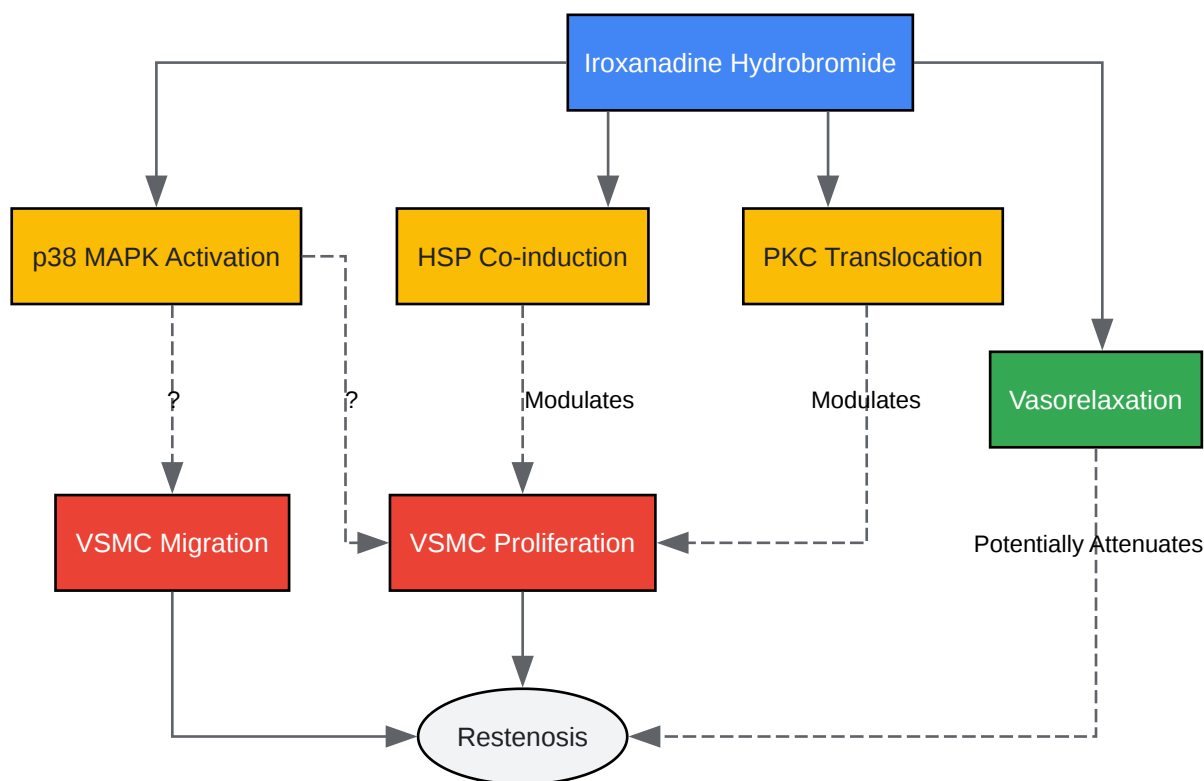 Iroxanadine Hydrobromide
p38 MAPK Activation
HSP Co-induction
PKC Translocation
Vasorelaxation
?
?
Modulates
Modulates
VSMC Migration
VSMC Proliferation
Potentially Attenuates
Restenosis